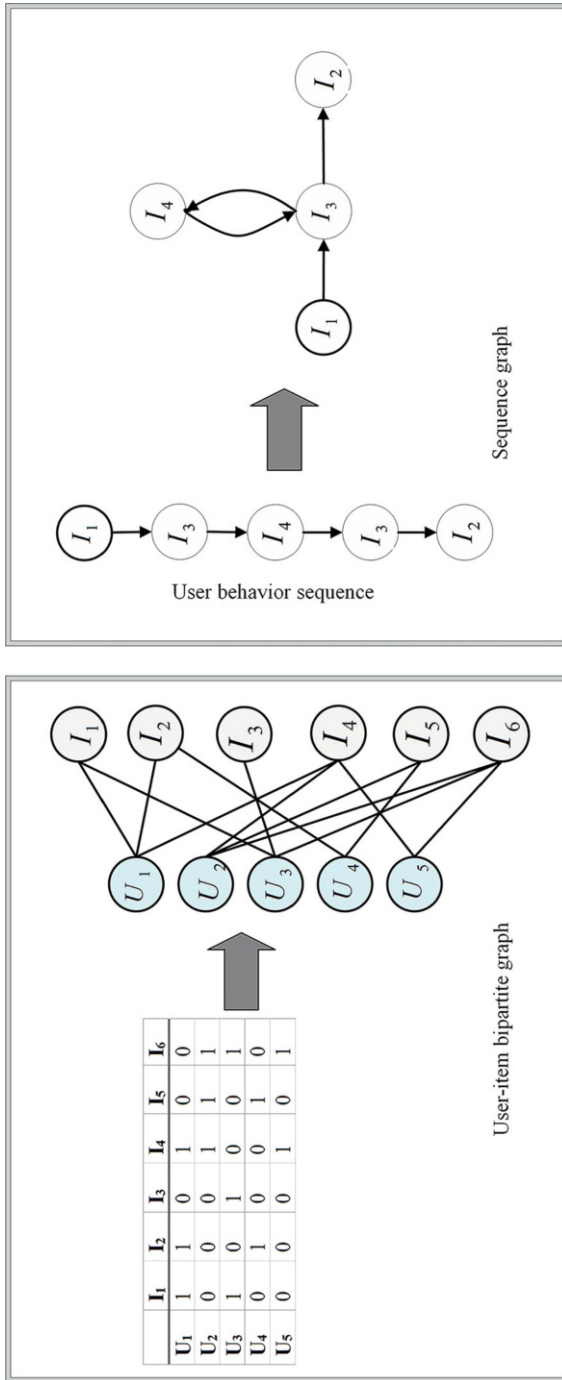 I₁ I₂ I₃ I₄ I₅ I₆
U₁ 1 1 0 1 0 0
U₂ 0 0 0 1 1 1
U₃ 1 0 1 0 0 1
U₄ 0 1 0 0 1 0
U₅ 0 0 0 1 0 1
U₁
U₂
U₃
U₄
U₅
I₁
I₂
I₃
I₄
I₅
I₆
User-item bipartite graph
I₁
I₃
I₄
I₃
I₂
User behavior sequence
I₄
I₁
I₃
I₂
Sequence graph